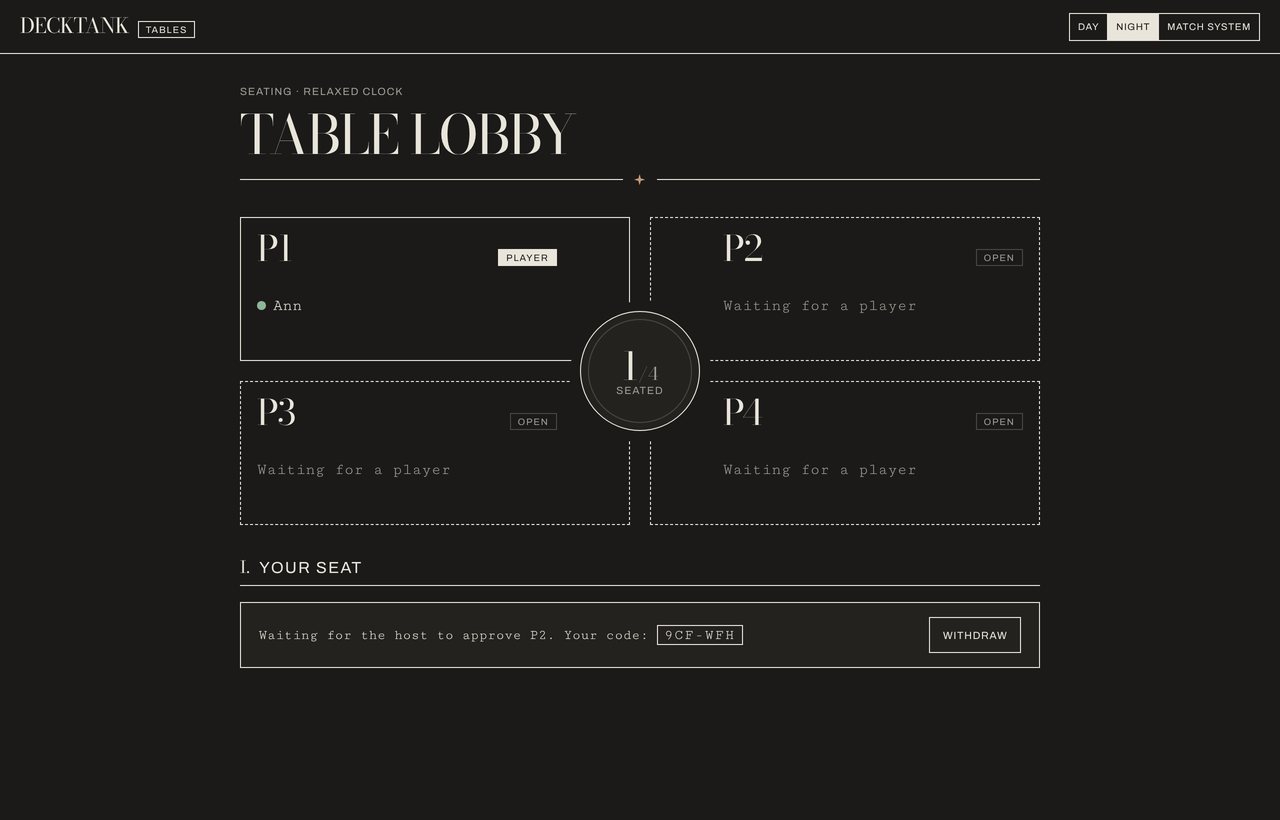 DECKTANK TABLES
DAY NIGHT MATCH SYSTEM
SEATING · RELAXED CLOCK
TABLE LOBBY
P1 PLAYER
Ann
P2 OPEN
Waiting for a player
1/4
SEATED
P3 OPEN
Waiting for a player
P4 OPEN
Waiting for a player
I. YOUR SEAT
Waiting for the host to approve P2. Your code: 9CF-WFH WITHDRAW